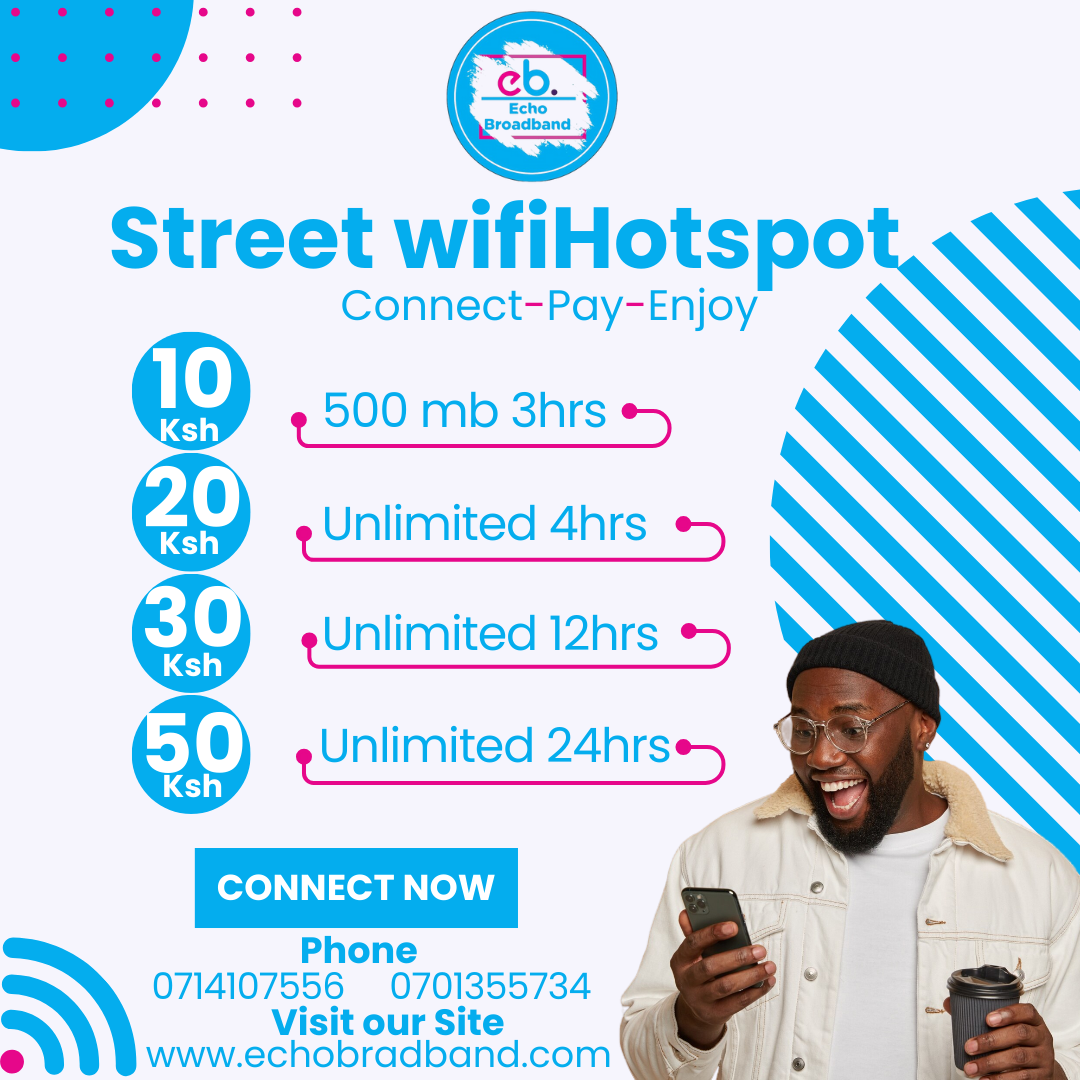 eb.
Echo
Broadband
Street wifiHotspot
Connect-Pay-Enjoy
10
Ksh
500 mb 3hrs
20
Ksh
Unlimited 4hrs
30
Ksh
Unlimited 12hrs
50
Ksh
Unlimited 24hrs
CONNECT NOW
Phone
0714107556 0701355734
Visit our Site
www.echobradband.com